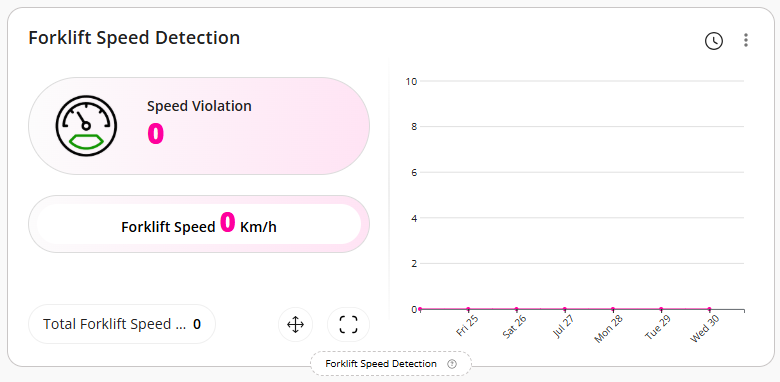 Forklift Speed Detection
Speed Violation
0
Forklift Speed 0 Km/h
Total Forklift Speed ... 0
10
8
6
4
2
0
Fri 25
Sat 26
Jul 27
Mon 28
Tue 29
Wed 30
Forklift Speed Detection